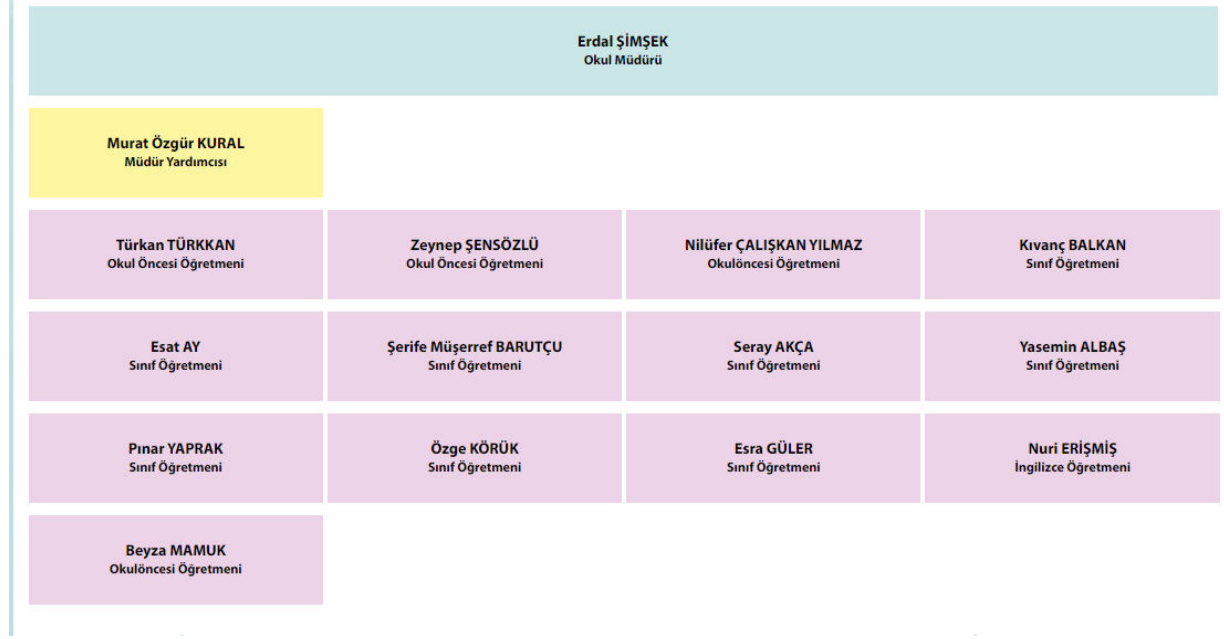 Erdal ŞİMŞEK
Okul Müdürü
Murat Özgür KURAL
Müdür Yardımcısı
Türkan TÜRKKAN
Okul Öncesi Öğretmeni
Zeynep ŞENSÖZLÜ
Okul Öncesi Öğretmeni
Nilüfer ÇALIŞKAN YILMAZ
Okulöncesi Öğretmeni
Kıvanç BALKAN
Sınıf Öğretmeni
Esat AY
Sınıf Öğretmeni
Şerife Müşerref BARUTÇU
Sınıf Öğretmeni
Seray AKÇA
Sınıf Öğretmeni
Yasemin ALBAŞ
Sınıf Öğretmeni
Pınar YAPRAK
Sınıf Öğretmeni
Özge KÖRÜK
Sınıf Öğretmeni
Esra GÜLER
Sınıf Öğretmeni
Nuri ERİŞMİŞ
İngilizce Öğretmeni
Beyza MAMUK
Okulöncesi Öğretmeni